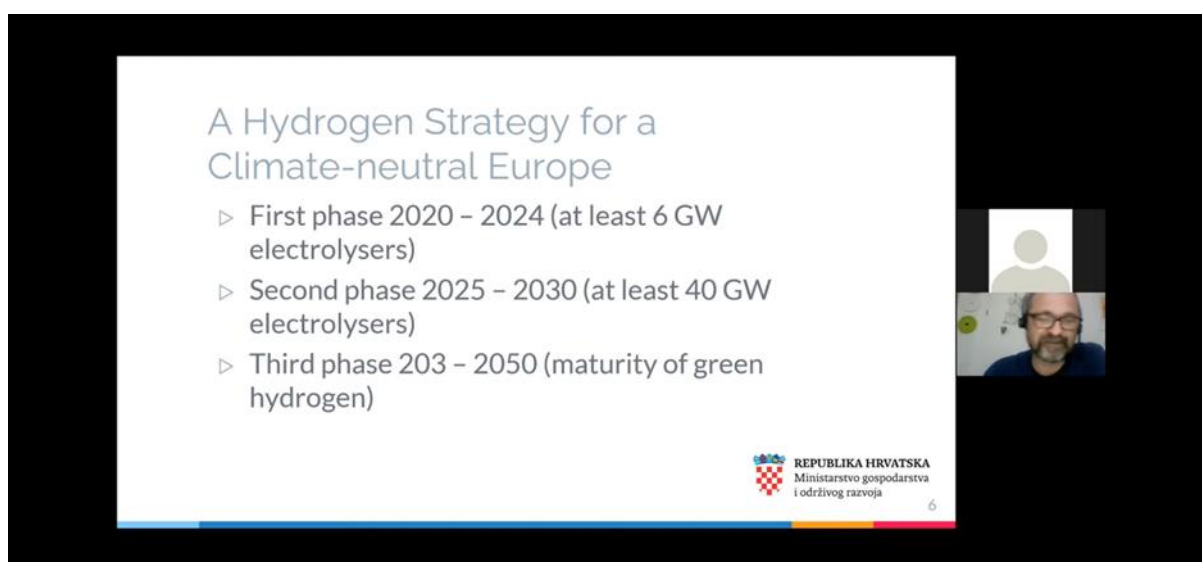 A Hydrogen Strategy for a
Climate-neutral Europe
▷ First phase 2020 – 2024 (at least 6 GW
electrolysers)
▷ Second phase 2025 – 2030 (at least 40 GW
electrolysers)
▷ Third phase 203 – 2050 (maturity of green
hydrogen)
REPUBLIKA HRVATSKA
Ministarstvo gospodarstva
i održivog razvoja
6